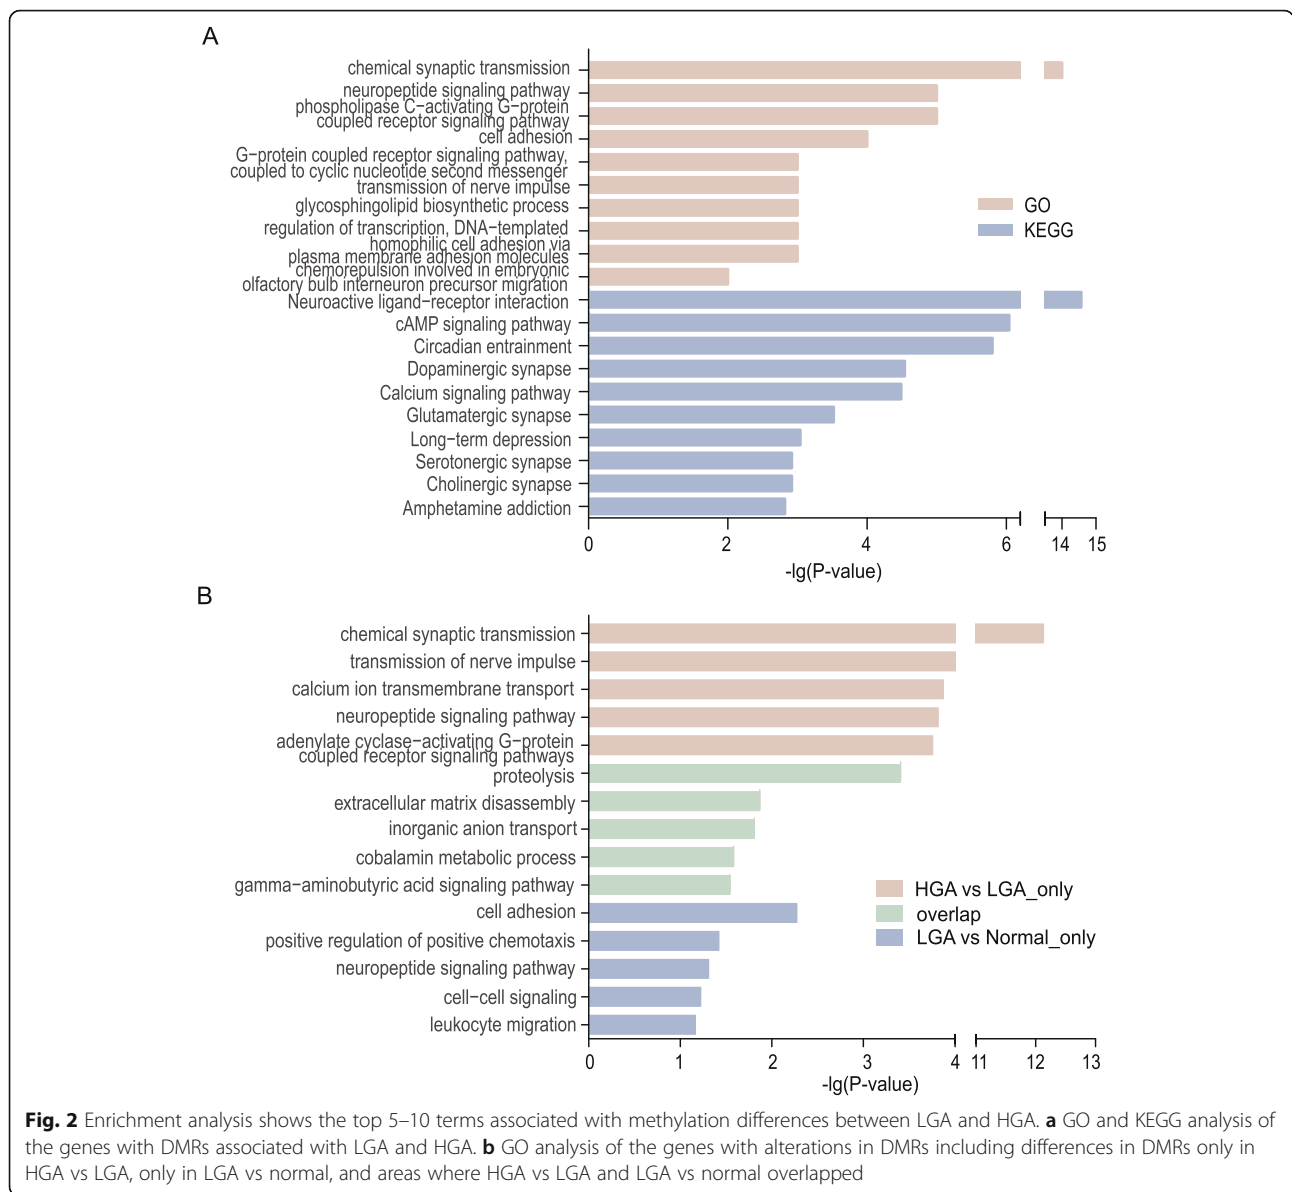 A
chemical synaptic transmission
neuropeptide signaling pathway
phospholipase C−activating G−protein
coupled receptor signaling pathway
cell adhesion
G−protein coupled receptor signaling pathway,
coupled to cyclic nucleotide second messenger
transmission of nerve impulse
glycosphingolipid biosynthetic process
regulation of transcription, DNA−templated
homophilic cell adhesion via
plasma membrane adhesion molecules
chemorepulsion involved in embryonic
olfactory bulb interneuron precursor migration
Neuroactive ligand−receptor interaction
cAMP signaling pathway
Circadian entrainment
Dopaminergic synapse
Calcium signaling pathway
Glutamatergic synapse
Long−term depression
Serotonergic synapse
Cholinergic synapse
Amphetamine addiction
GO
KEGG
0 2 4 6 14 15
-lg(P-value)
B
chemical synaptic transmission
transmission of nerve impulse
calcium ion transmembrane transport
neuropeptide signaling pathway
adenylate cyclase−activating G−protein
coupled receptor signaling pathways
proteolysis
extracellular matrix disassembly
inorganic anion transport
cobalamin metabolic process
gamma−aminobutyric acid signaling pathway
cell adhesion
positive regulation of positive chemotaxis
neuropeptide signaling pathway
cell−cell signaling
leukocyte migration
HGA vs LGA_only
overlap
LGA vs Normal_only
0 1 2 3 4 11 12 13
-lg(P-value)
Fig. 2 Enrichment analysis shows the top 5–10 terms associated with methylation differences between LGA and HGA. a GO and KEGG analysis of
the genes with DMRs associated with LGA and HGA. b GO analysis of the genes with alterations in DMRs including differences in DMRs only in
HGA vs LGA, only in LGA vs normal, and areas where HGA vs LGA and LGA vs normal overlapped